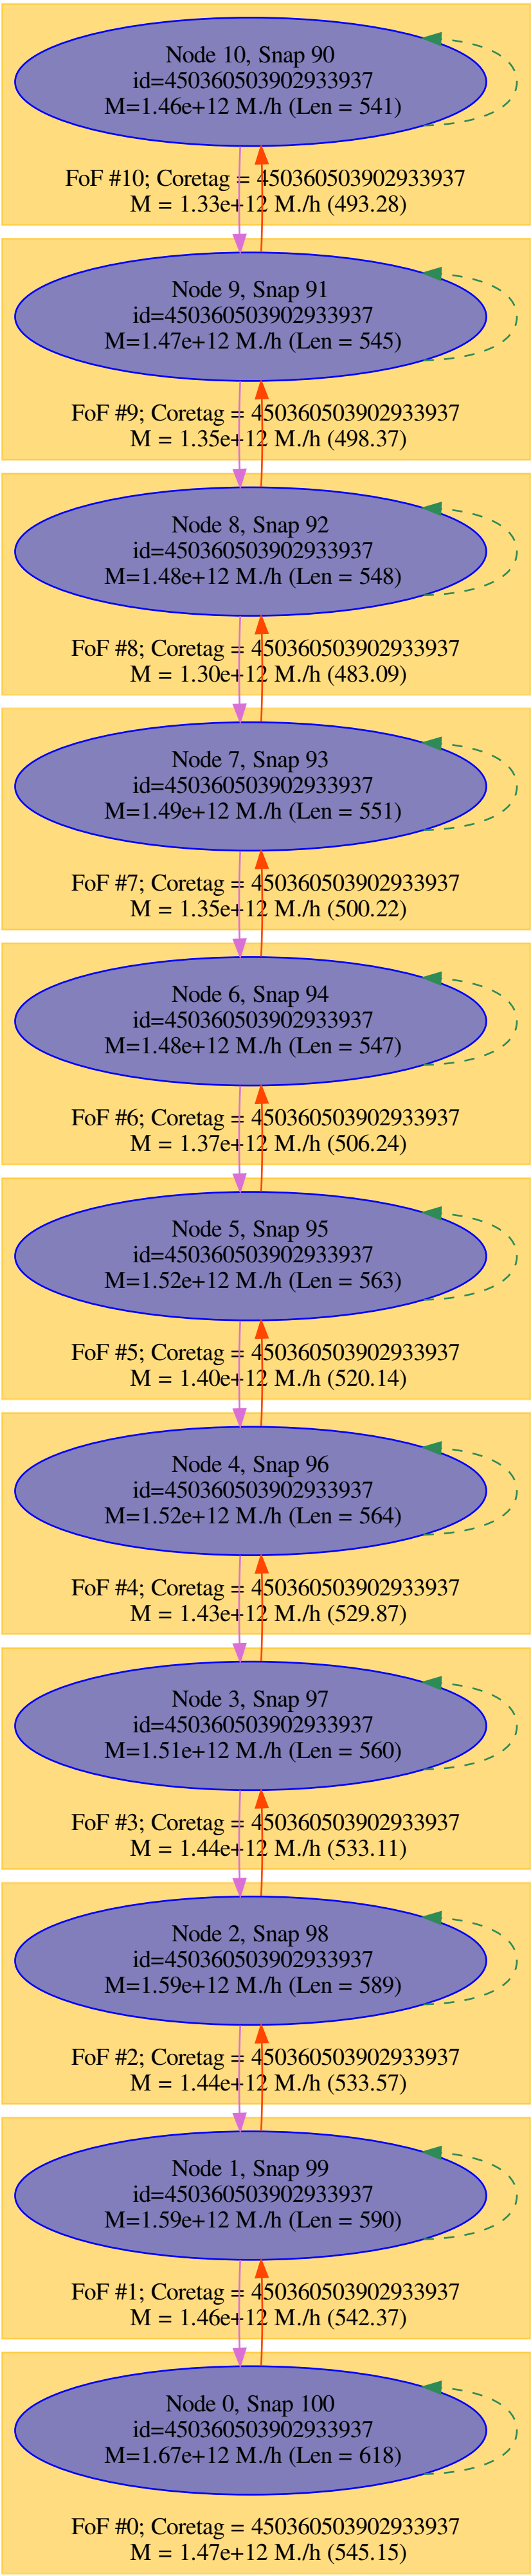 Node 10, Snap 90
id=450360503902933937
M=1.46e+12 M./h (Len = 541)
FoF #10; Coretag = 450360503902933937
M = 1.33e+12 M./h (493.28)
Node 9, Snap 91
id=450360503902933937
M=1.47e+12 M./h (Len = 545)
FoF #9; Coretag = 450360503902933937
M = 1.35e+12 M./h (498.37)
Node 8, Snap 92
id=450360503902933937
M=1.48e+12 M./h (Len = 548)
FoF #8; Coretag = 450360503902933937
M = 1.30e+12 M./h (483.09)
Node 7, Snap 93
id=450360503902933937
M=1.49e+12 M./h (Len = 551)
FoF #7; Coretag = 450360503902933937
M = 1.35e+12 M./h (500.22)
Node 6, Snap 94
id=450360503902933937
M=1.48e+12 M./h (Len = 547)
FoF #6; Coretag = 450360503902933937
M = 1.37e+12 M./h (506.24)
Node 5, Snap 95
id=450360503902933937
M=1.52e+12 M./h (Len = 563)
FoF #5; Coretag = 450360503902933937
M = 1.40e+12 M./h (520.14)
Node 4, Snap 96
id=450360503902933937
M=1.52e+12 M./h (Len = 564)
FoF #4; Coretag = 450360503902933937
M = 1.43e+12 M./h (529.87)
Node 3, Snap 97
id=450360503902933937
M=1.51e+12 M./h (Len = 560)
FoF #3; Coretag = 450360503902933937
M = 1.44e+12 M./h (533.11)
Node 2, Snap 98
id=450360503902933937
M=1.59e+12 M./h (Len = 589)
FoF #2; Coretag = 450360503902933937
M = 1.44e+12 M./h (533.57)
Node 1, Snap 99
id=450360503902933937
M=1.59e+12 M./h (Len = 590)
FoF #1; Coretag = 450360503902933937
M = 1.46e+12 M./h (542.37)
Node 0, Snap 100
id=450360503902933937
M=1.67e+12 M./h (Len = 618)
FoF #0; Coretag = 450360503902933937
M = 1.47e+12 M./h (545.15)